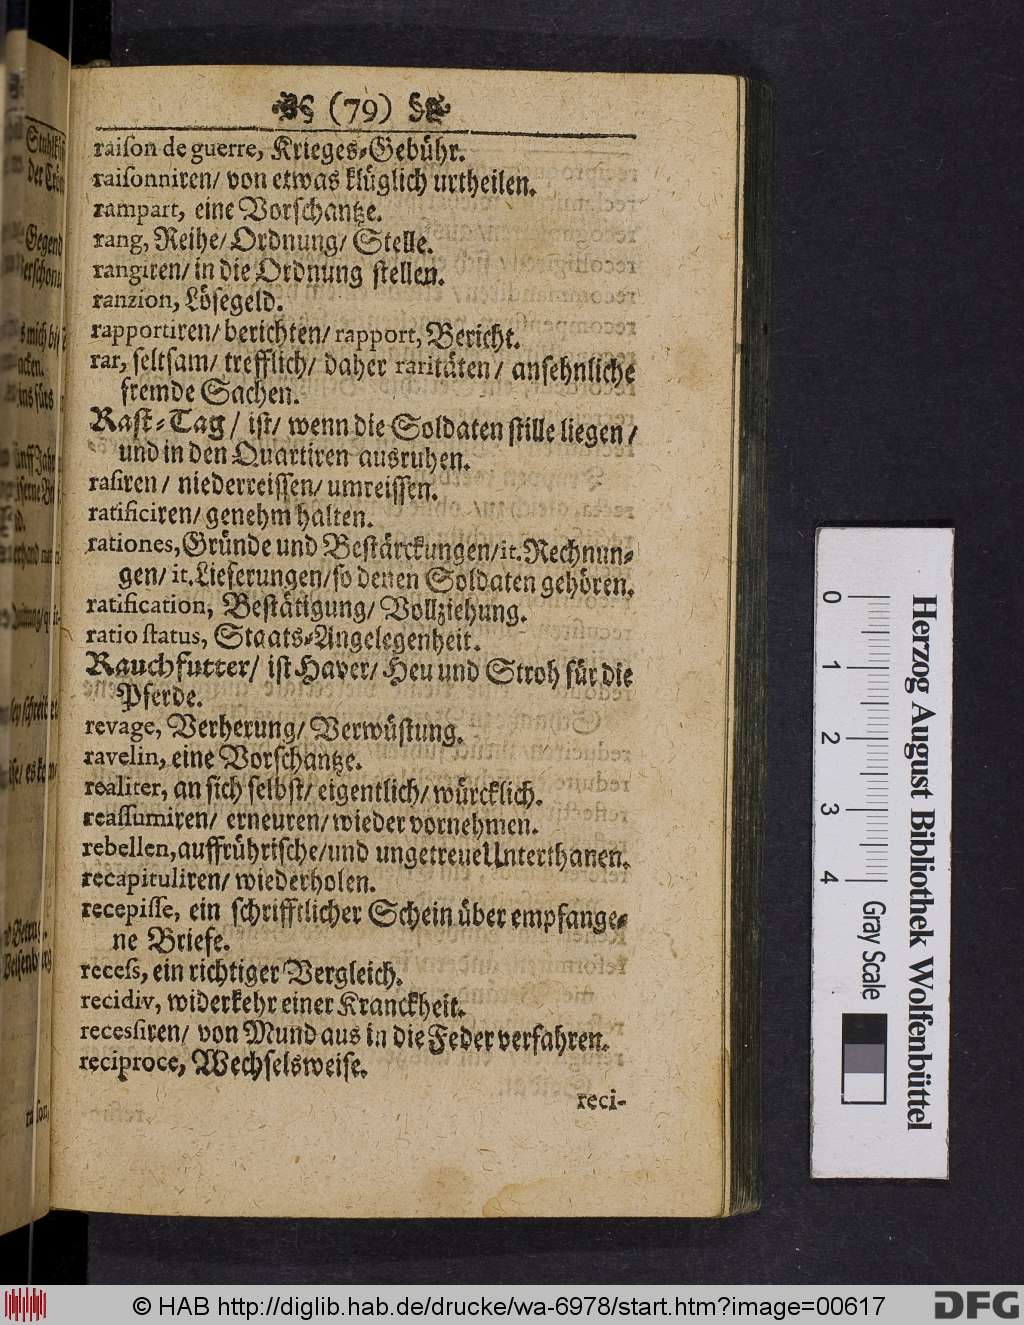 (79)
raison de guerre, Krieges-Gebühr.
raisonniren/ von etwas klüglich urtheilen.
rampart, eine Vorschantze.
rang, Reihe/ Ordnung/ Stelle.
rangiren/ in die Ordnung stellen.
ranzion, Lösegeld.
rapportiren/ berichten/ rapport, Bericht.
rar, seltsam/ trefflich/ daher raritäten/ ansehnliche
fremde Sachen.
Rast-Tag/ ist/ wenn die Soldaten stille liegen/
und in den Quartiren ausruhen.
rasiren/ niederreissen/ umreissen.
ratificiren/ genehm halten.
rationes, Gründe und Bestärckungen/ it. Rechnun-
gen/ it. Lieferungen/ so denen Soldaten gehören.
ratification, Bestätigung/ Vollziehung.
ratio status, Staats-Angelegenheit.
Rauchfutter/ ist Haver/ Heu und Stroh für die
Pferde.
revage, Verherung/ Verwüstung.
ravelin, eine Vorschantze.
realiter, an sich selbst/ eigentlich/ würcklich.
reassumiren/ erneuren/ wieder vornehmen.
rebellen, auffrührische/ und ungetreue Unterthanen.
recapituliren/ wiederholen.
recepisse, ein schrifftlicher Schein über empfange-
ne Briefe.
recess, ein richtiger Vergleich.
recidiv, widerkehr einer Kranckheit.
recessiren/ von Mund aus in die Feder verfahren.
reciproce, Wechselsweise.
reci-
0 1 2 3 4
Gray Scale
Herzog August Bibliothek Wolfenbüttel
© HAB http://diglib.hab.de/drucke/wa-6978/start.htm?image=00617
DFG